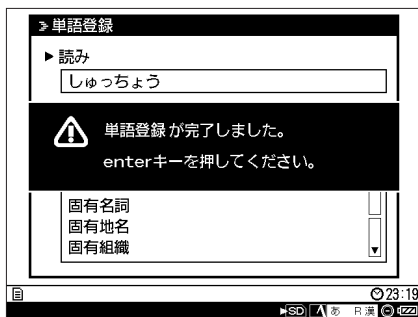 単語登録
読み
しゅっちょう
単語登録が完了しました。
enterキーを押してください。
固有名詞
固有地名
固有組織
23:19
SD あ R漢